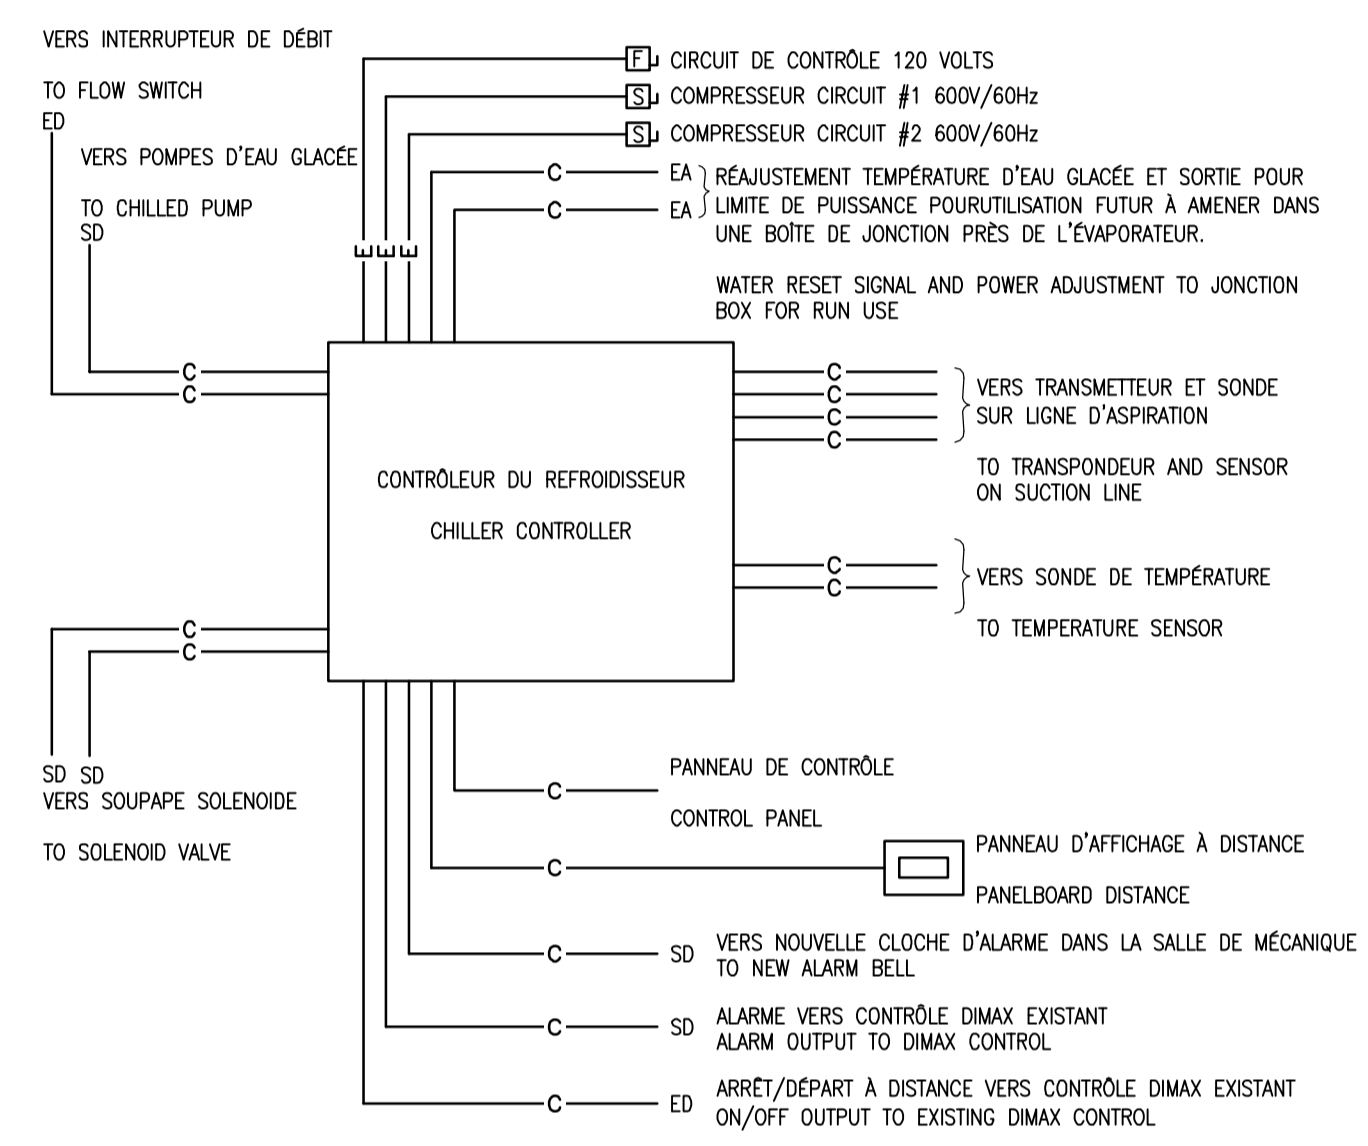 VERS INTERRUPTEUR DE DÉBIT
TO FLOW SWITCH
ED
VERS POMPES D'EAU GLACÉE
TO CHILLED PUMP
SD
F CIRCUIT DE CONTRÔLE 120 VOLTS
S COMPRESSEUR CIRCUIT #1 600V/60Hz
S COMPRESSEUR CIRCUIT #2 600V/60Hz
C EA
C EA
RÉAJUSTEMENT TEMPÉRATURE D'EAU GLACÉE ET SORTIE POUR
LIMITE DE PUISSANCE POURUTILISATION FUTUR À AMENER DANS
UNE BOÎTE DE JONCTION PRÈS DE L'ÉVAPORATEUR.
WATER RESET SIGNAL AND POWER ADJUSTMENT TO JONCTION
BOX FOR RUN USE
E E E
C
C
C
C
C
C
VERS TRANSMETTEUR ET SONDE
SUR LIGNE D'ASPIRATION
TO TRANSPONDEUR AND SENSOR
ON SUCTION LINE
CONTRÔLEUR DU REFROIDISSEUR
CHILLER CONTROLLER
C
C
VERS SONDE DE TEMPÉRATURE
TO TEMPERATURE SENSOR
C
C
SD SD
VERS SOUPAPE SOLENOIDE
TO SOLENOID VALVE
C
PANNEAU DE CONTRÔLE
CONTROL PANEL
C
PANNEAU D'AFFICHAGE À DISTANCE
PANELBOARD DISTANCE
C SD
VERS NOUVELLE CLOCHE D'ALARME DANS LA SALLE DE MÉCANIQUE
TO NEW ALARM BELL
C SD
ALARME VERS CONTRÔLE DIMAX EXISTANT
ALARM OUTPUT TO DIMAX CONTROL
C ED
ARRÊT/DÉPART À DISTANCE VERS CONTRÔLE DIMAX EXISTANT
ON/OFF OUTPUT TO EXISTING DIMAX CONTROL